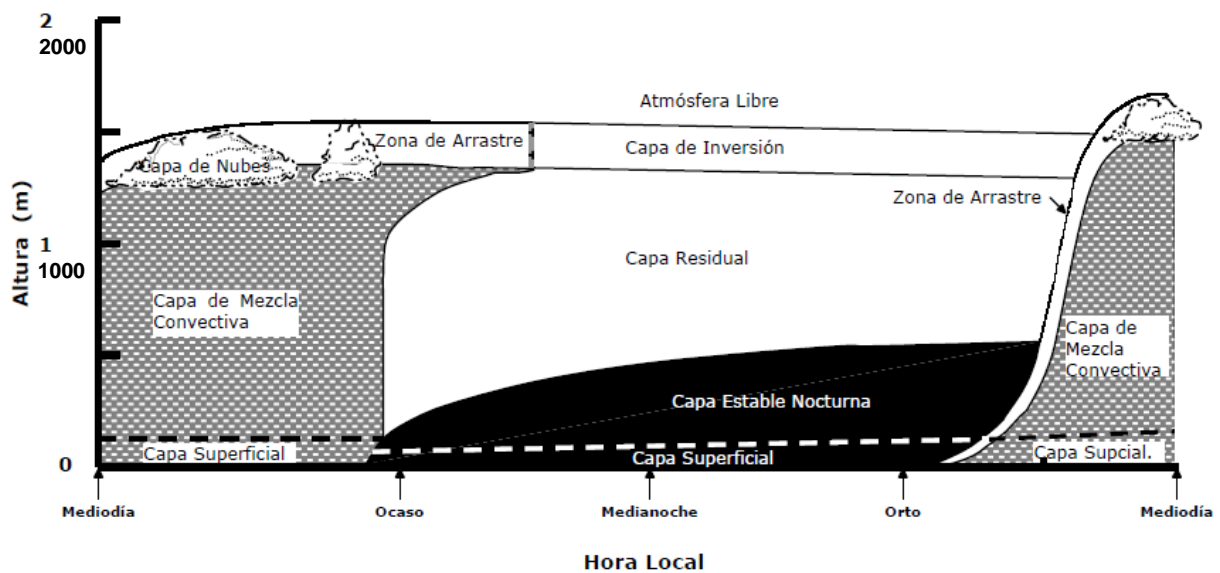 2
2000
Atmósfera Libre
Zona de Arrastre
Capa de Inversión
Capa de Nubes
Zona de Arrastre
Altura (m)
1
1000
Capa Residual
Capa de Mezcla
Convectiva
Capa de
Mezcla
Convectiva
Capa Estable Nocturna
Capa Superficial
Capa Superficial
Capa Supcial.
0
Mediodía
Ocaso
Medianoche
Orto
Mediodía
Hora Local